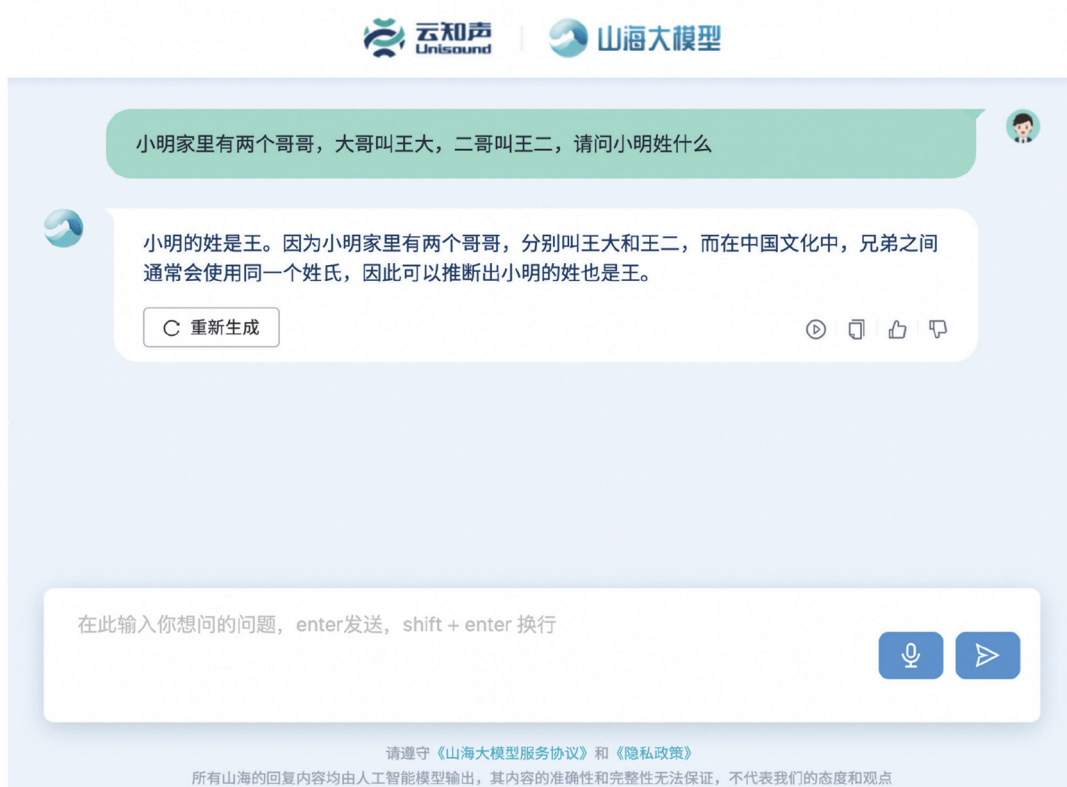 云知声
Unisound
山海大模型
小明家里有两个哥哥，大哥叫王大，二哥叫王二，请问小明姓什么
小明的姓是王。因为小明家里有两个哥哥，分别叫王大和王二，而在中国文化中，兄弟之间
通常会使用同一个姓氏，因此可以推断出小明的姓也是王。
重新生成
在此输入你想问的问题，enter发送，shift + enter 换行
请遵守《山海大模型服务协议》和《隐私政策》
所有山海的回复内容均由人工智能模型输出，其内容的准确性和完整性无法保证，不代表我们的态度和观点